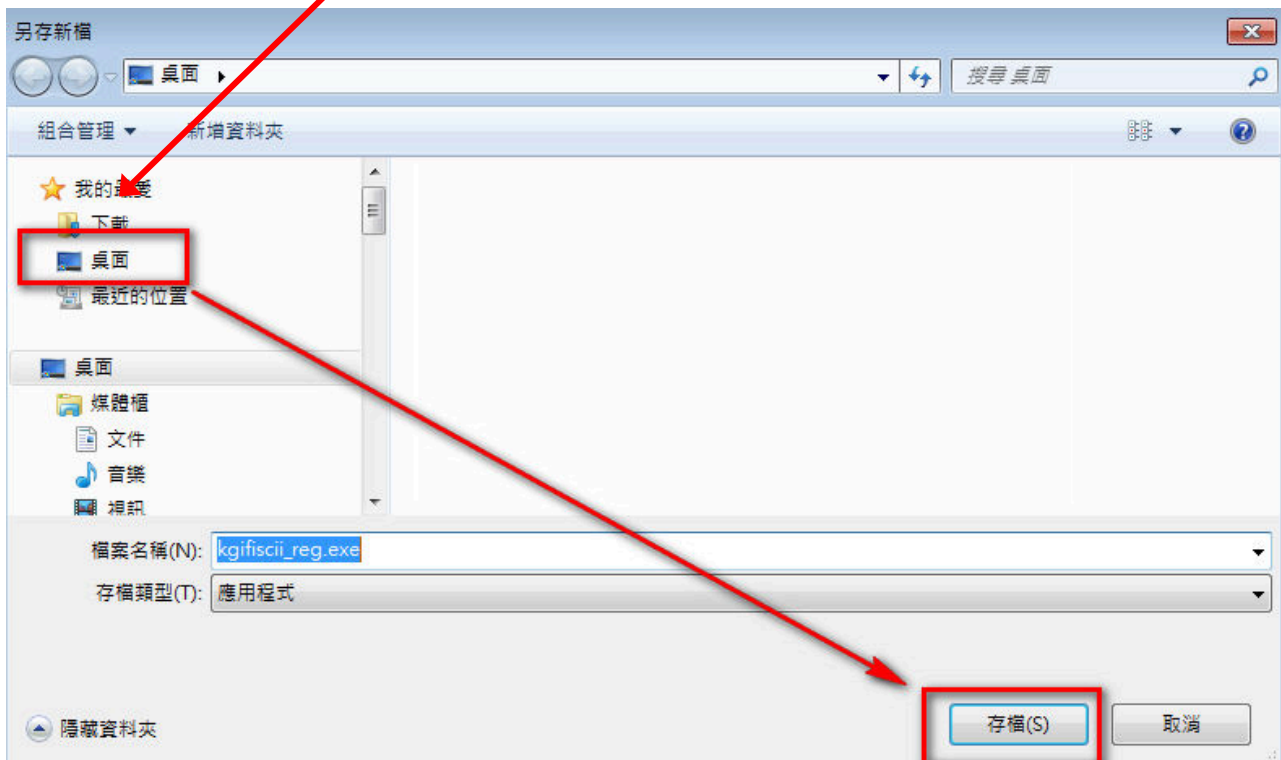 另存新檔
桌面
搜尋 桌面
組合管理
新增資料夾
我的最愛
下載
桌面
最近的位置
桌面
媒體櫃
文件
音樂
視訊
檔案名稱(N): kgifiscii_reg.exe
存檔類型(T): 應用程式
隱藏資料夾
存檔(S)
取消